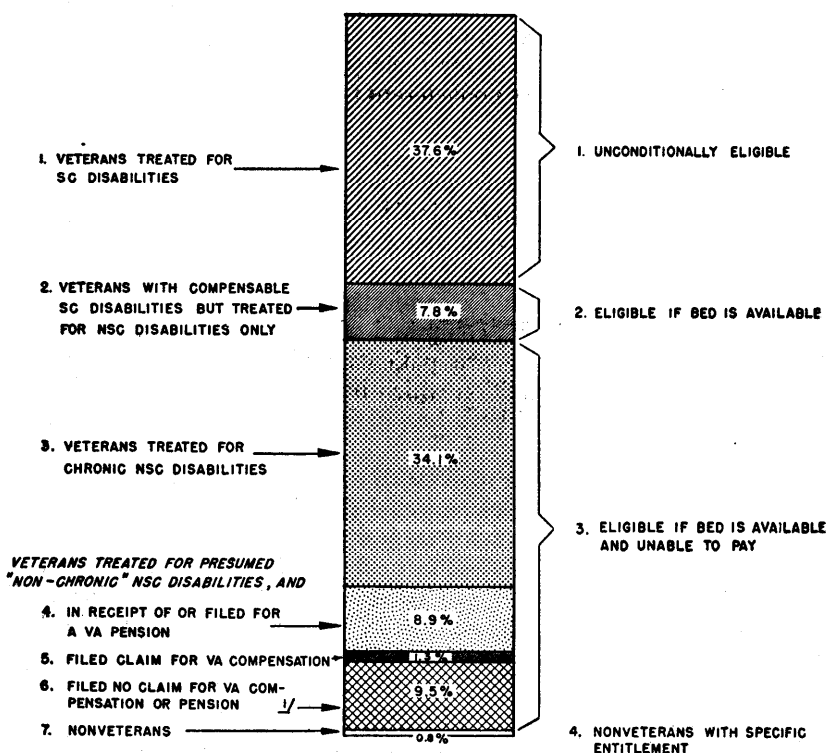 1. VETERANS TREATED FOR
SC DISABILITIES
37.6%
1. UNCONDITIONALLY ELIGIBLE
2. VETERANS WITH COMPENSABLE
SC DISABILITIES BUT TREATED
FOR NSC DISABILITIES ONLY
7.8%
2. ELIGIBLE IF BED IS AVAILABLE
3. VETERANS TREATED FOR
CHRONIC NSC DISABILITIES
34.1%
3. ELIGIBLE IF BED IS AVAILABLE
AND UNABLE TO PAY
VETERANS TREATED FOR PRESUMED
"NON-CHRONIC" NSC DISABILITIES, AND
4. IN RECEIPT OF OR FILED FOR
A VA PENSION
8.9%
5. FILED CLAIM FOR VA COMPENSATION
1.3%
6. FILED NO CLAIM FOR VA COM-
PENSATION OR PENSION 1/
9.5%
7. NONVETERANS
0.8%
4. NONVETERANS WITH SPECIFIC
ENTITLEMENT